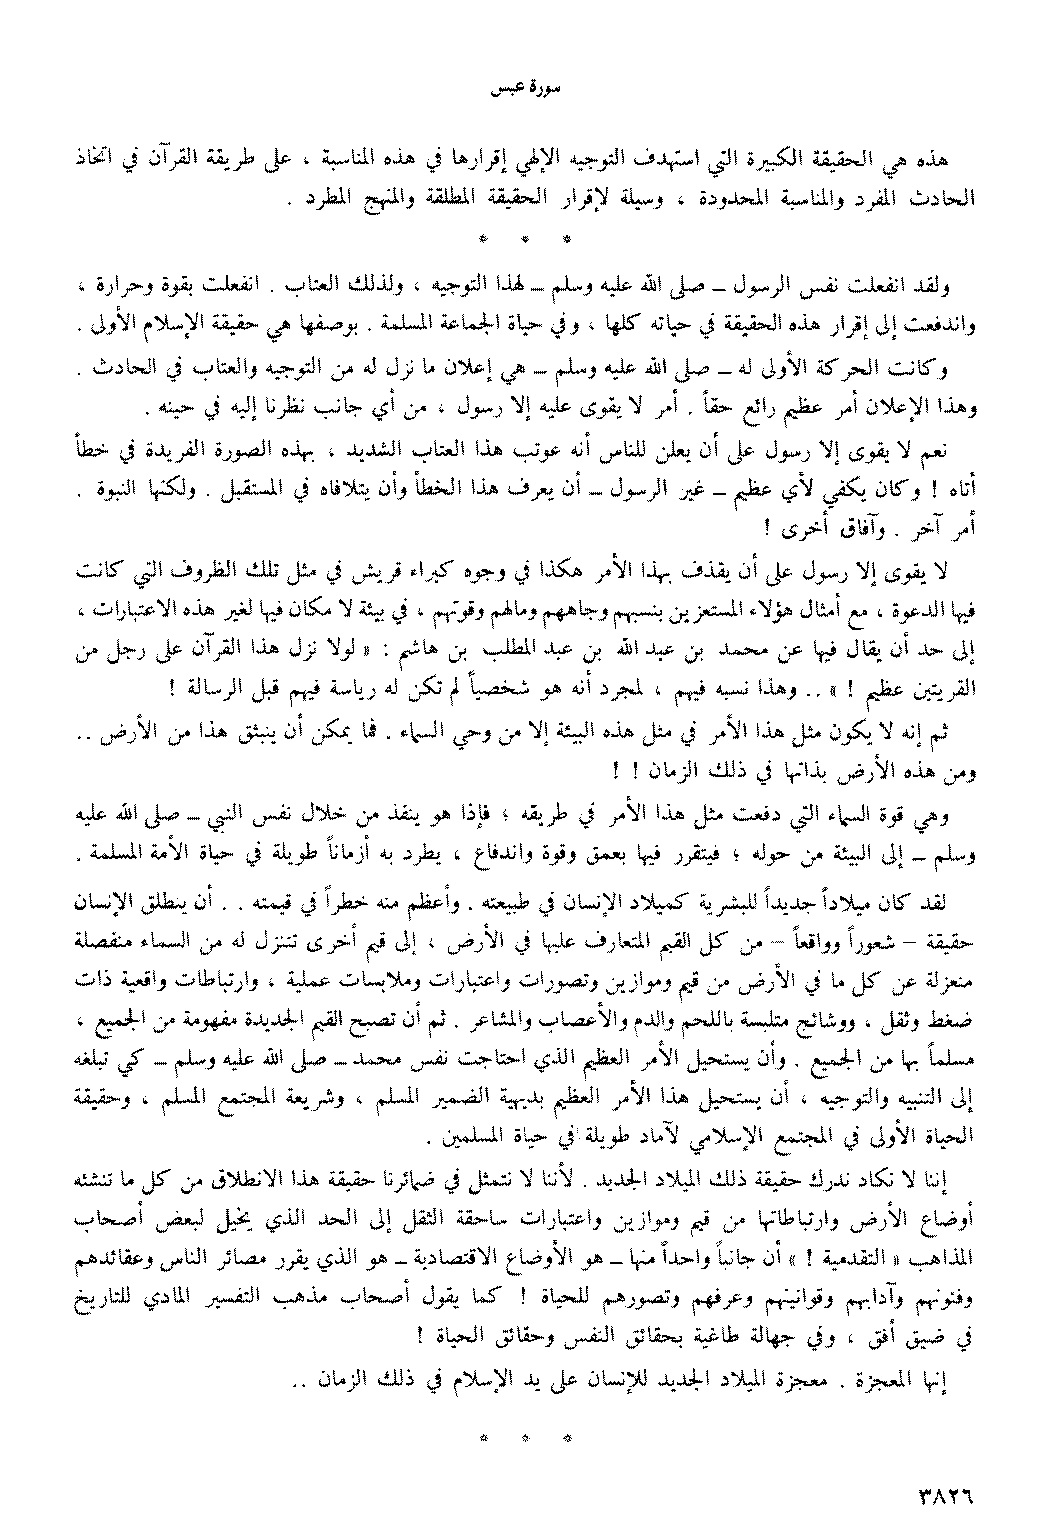 سورة عبس
هذه هي الحقيقة الكبيرة التي استهدف التوجيه الإلهي إقرارها في هذه المناسبة ، على طريقة القرآن في اتخاذ
الحادث المفرد والمناسبة المحدودة ، وسيلة لإقرار الحقيقة المطلقة والمنهج المطرد .
* * *
ولقد انفعلت نفس الرسول – صلى الله عليه وسلم – لهذا التوجيه ، ولذلك العتاب . انفعلت بقوة وحرارة ،
واندفعت إلى إقرار هذه الحقيقة في حياته كلها ، وفي حياة الجماعة المسلمة . بوصفها هي حقيقة الإسلام الأولى .
وكانت الحركة الأولى له – صلى الله عليه وسلم – هي إعلان ما نزل له من التوجيه والعتاب في الحادث .
وهذا الإعلان أمر عظيم رائع حقاً . أمر لا يقوى عليه إلا رسول ، من أي جانب نظرنا إليه في حينه .
نعم لا يقوى إلا رسول على أن يعلن للناس أنه عوتب هذا العتاب الشديد ، بهذه الصورة الفريدة في خطأ
أتاه ! وكان يكفي لأي عظيم – غير الرسول – أن يعرف هذا الخطأ وأن يتلافاه في المستقبل . ولكنها النبوة .
أمر آخر . وآفاق أخرى !
لا يقوى إلا رسول على أن يقذف بهذا الأمر هكذا في وجوه كبراء قريش في مثل تلك الظروف التي كانت
فيها الدعوة ، مع أمثال هؤلاء المستعزين بنسبهم وجاههم ومالهم وقوتهم ، في بيئة لا مكان فيها لغير هذه الاعتبارات ،
إلى حد أن يقال فيها عن محمد بن عبد الله بن عبد المطلب بن هاشم : « لولا نزل هذا القرآن على رجل من
القريتين عظيم ! » .. وهذا نسبه فيهم ، لمجرد أنه هو شخصياً لم تكن له رياسة فيهم قبل الرسالة !
ثم إنه لا يكون مثل هذا الأمر في مثل هذه البيئة إلا من وحي السماء . فما يمكن أن ينبثق هذا من الأرض ..
ومن هذه الأرض بذاتها في ذلك الزمان ! !
وهي قوة السماء التي دفعت مثل هذا الأمر في طريقه ؛ فإذا هو ينفذ من خلال نفس النبي – صلى الله عليه
وسلم – إلى البيئة من حوله ؛ فيتقرر فيها بعمق وقوة واندفاع ، يطرد به أزماناً طويلة في حياة الأمة المسلمة .
لقد كان ميلاداً جديداً للبشرية كميلاد الإنسان في طبيعته . وأعظم منه خطراً في قيمته . . أن ينطلق الإنسان
حقيقة – شعوراً وواقعاً – من كل القيم المتعارف عليها في الأرض ، إلى قيم أخرى تتنزل له من السماء منفصلة
منعزلة عن كل ما في الأرض من قيم وموازين وتصورات واعتبارات وملابسات عملية ، وارتباطات واقعية ذات
ضغط وثقل ، ووشائج متلبسة باللحم والدم والأعصاب والمشاعر . ثم أن تصبح القيم الجديدة مفهومة من الجميع ،
مسلماً بها من الجميع . وأن يستحيل الأمر العظيم الذي احتاجت نفس محمد – صلى الله عليه وسلم – كي تبلغه
إلى التنبيه والتوجيه ، أن يستحيل هذا الأمر العظيم بديهية الضمير المسلم ، وشريعة المجتمع المسلم ، وحقيقة
الحياة الأولى في المجتمع الإسلامي لآماد طويلة في حياة المسلمين .
إننا لا نكاد ندرك حقيقة ذلك الميلاد الجديد . لأننا لا نتمثل في ضمائرنا حقيقة هذا الانطلاق من كل ما تنشئه
أوضاع الأرض وارتباطاتها من قيم وموازين واعتبارات ساحقة الثقل إلى الحد الذي يخيل لبعض أصحاب
المذاهب « التقدمية ! » أن جانباً واحداً منها – هو الأوضاع الاقتصادية – هو الذي يقرر مصائر الناس وعقائدهم
وفنونهم وآدابهم وقوانينهم وعرفهم وتصورهم للحياة ! كما يقول أصحاب مذهب التفسير المادي للتاريخ
في ضيق أفق ، وفي جهالة طاغية بحقائق النفس وحقائق الحياة !
إنها المعجزة . معجزة الميلاد الجديد للإنسان على يد الإسلام في ذلك الزمان ..
* * *
٣٨٢٦